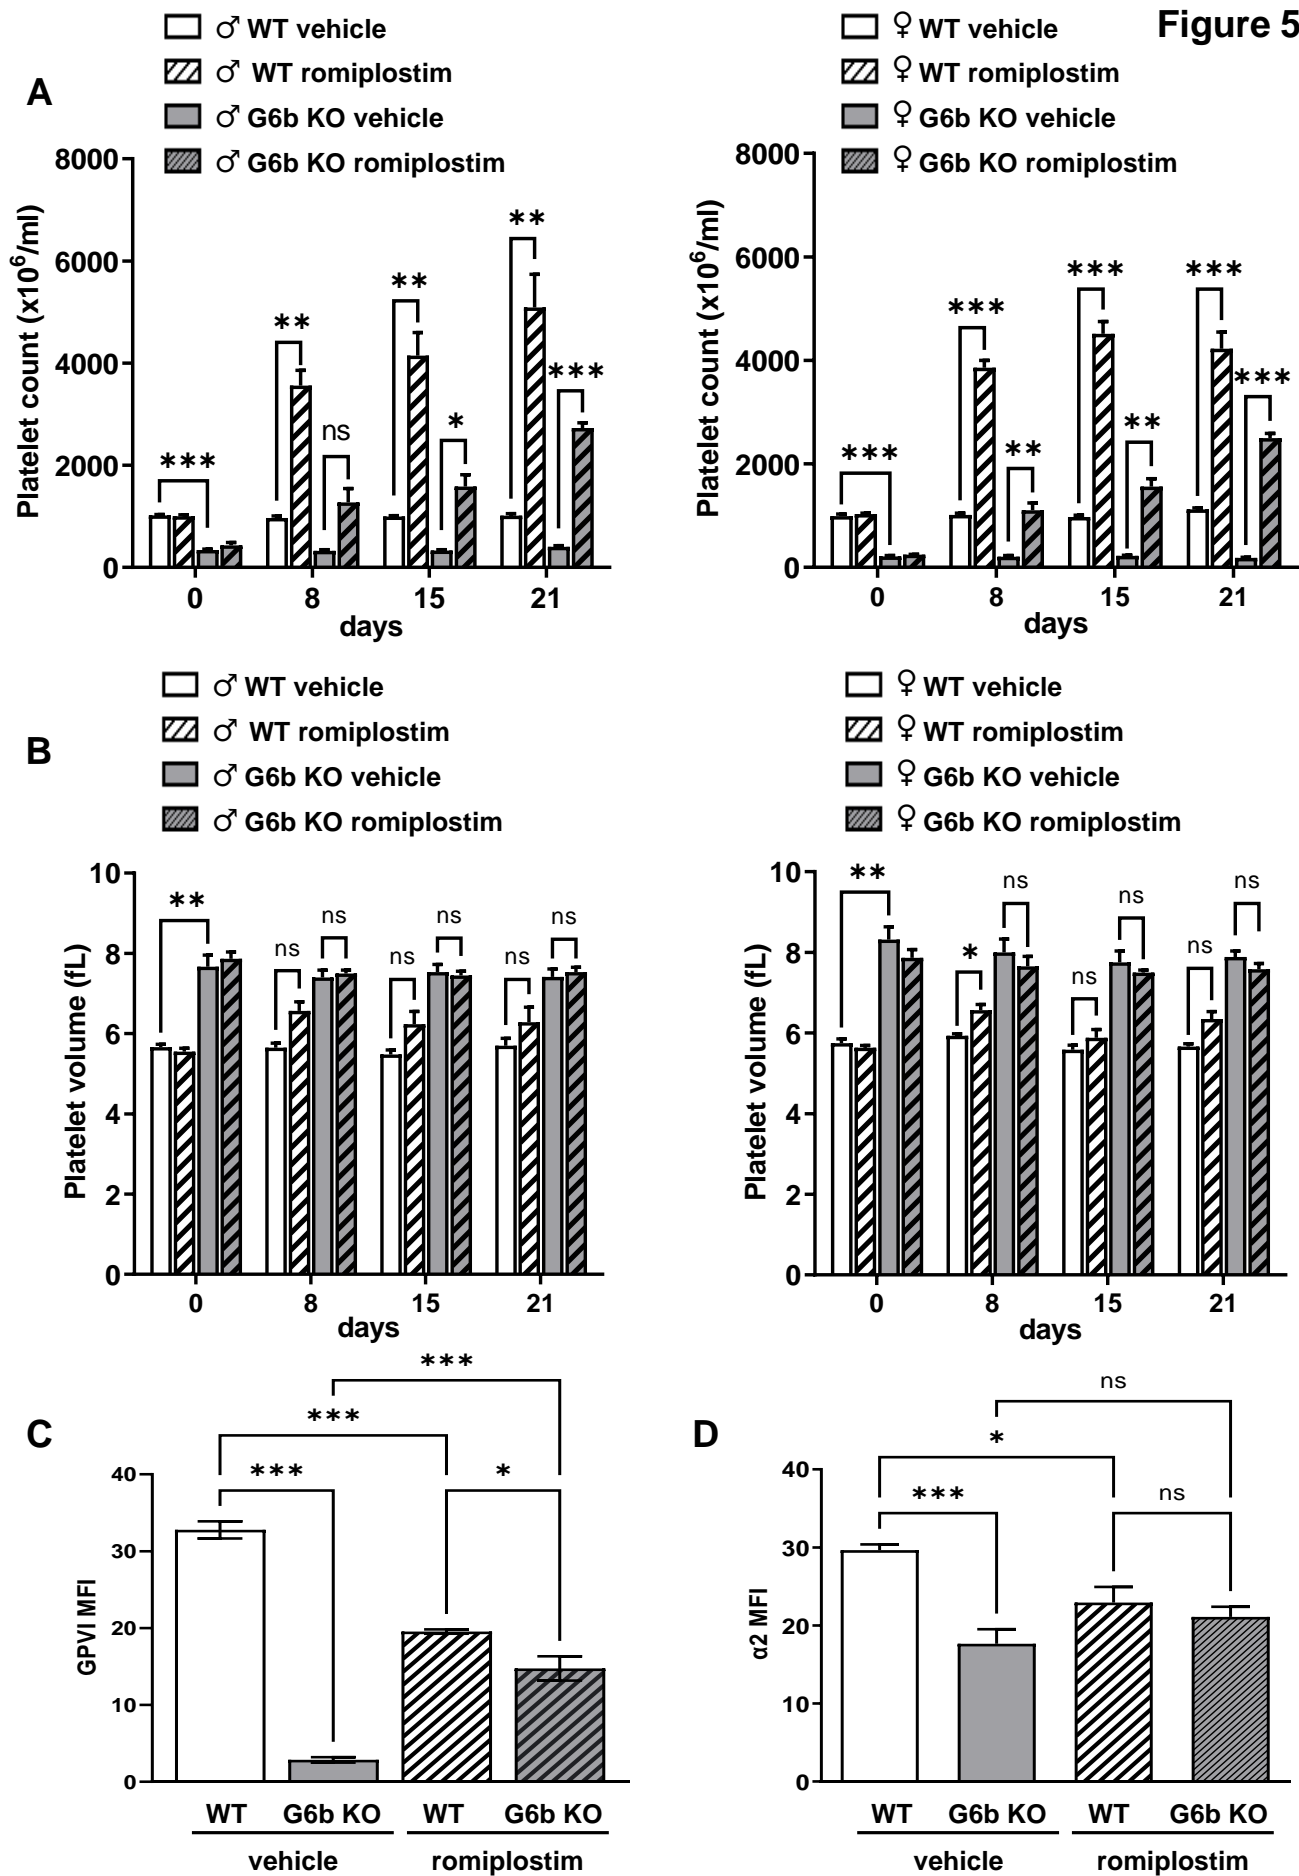 Figure 5
A
♂ WT vehicle
♂ WT romiplostim
♂ G6b KO vehicle
♂ G6b KO romiplostim
Platelet count (x10⁶/ml)
8000
6000
4000
2000
0
***
**
ns
**
*
**
***
0 8 15 21
days
♀ WT vehicle
♀ WT romiplostim
♀ G6b KO vehicle
♀ G6b KO romiplostim
Platelet count (x10⁶/ml)
8000
6000
4000
2000
0
***
***
**
***
**
***
***
0 8 15 21
days
B
♂ WT vehicle
♂ WT romiplostim
♂ G6b KO vehicle
♂ G6b KO romiplostim
Platelet volume (fL)
10
8
6
4
2
0
**
ns
ns
ns
ns
ns
ns
0 8 15 21
days
♀ WT vehicle
♀ WT romiplostim
♀ G6b KO vehicle
♀ G6b KO romiplostim
Platelet volume (fL)
10
8
6
4
2
0
**
*
ns
ns
ns
ns
ns
0 8 15 21
days
C
GPVI MFI
40
30
20
10
0
***
***
***
*
WT G6b KO WT G6b KO
vehicle romiplostim
D
α2 MFI
40
30
20
10
0
ns
*
***
ns
WT G6b KO WT G6b KO
vehicle romiplostim